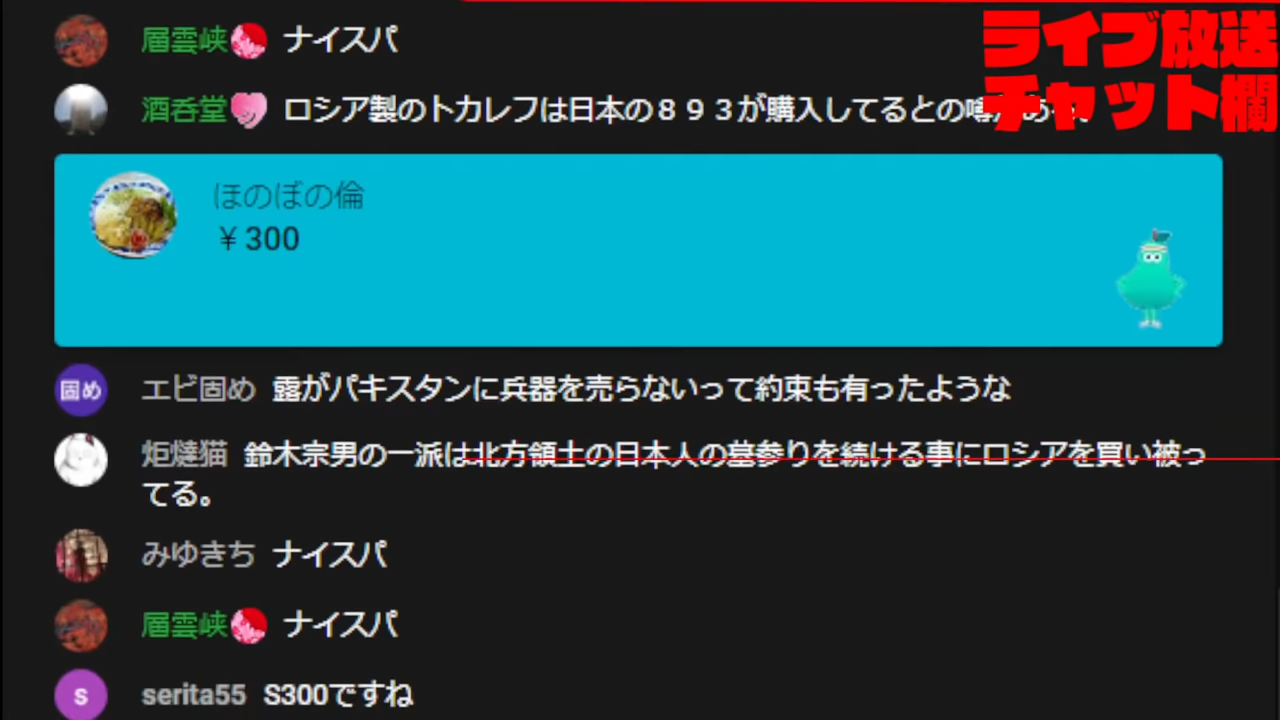 層雲峡 ナイスパ
ライブ放送
チャット欄
酒呑堂 ロシア製のトカレフは日本の８９３が購入してるとの噂
ほのぼの倫
￥300
固め エビ固め 露がパキスタンに兵器を売らないって約束も有ったような
炬燵猫 鈴木宗男の一派は北方領土の日本人の墓参りを続ける事にロシアを買い被っ
てる。
みゆきち ナイスパ
層雲峡 ナイスパ
s serita55 S300ですね